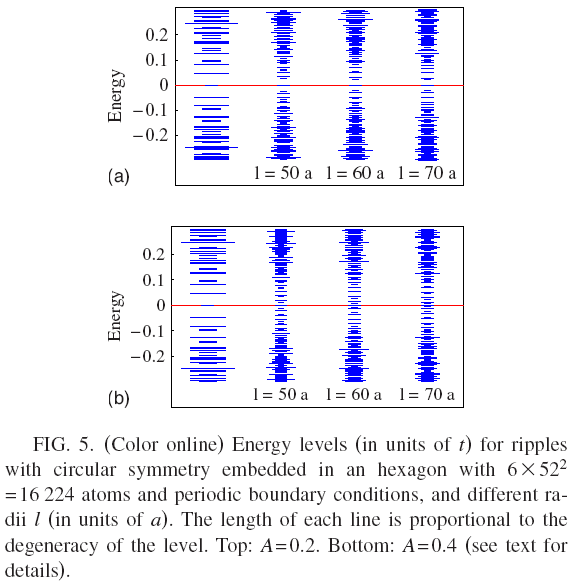 0.2
0.1
0
−0.1
−0.2
Energy
(a)
l = 50 a l = 60 a l = 70 a
0.2
0.1
0
−0.1
−0.2
Energy
(b)
l = 50 a l = 60 a l = 70 a
FIG. 5. (Color online) Energy levels (in units of t) for ripples
with circular symmetry embedded in an hexagon with 6×52²
=16 224 atoms and periodic boundary conditions, and different ra-
dii l (in units of a). The length of each line is proportional to the
degeneracy of the level. Top: A=0.2. Bottom: A=0.4 (see text for
details).